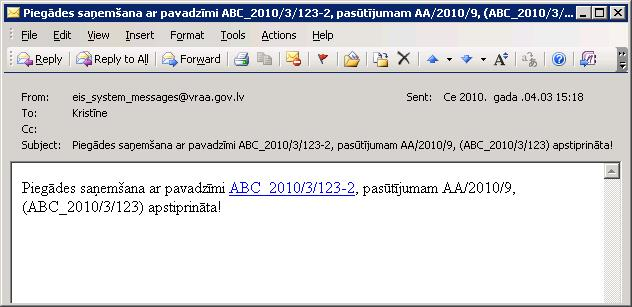 Piegādes saņemšana ar pavadzīmi ABC_2010/3/123-2, pasūtījumam AA/2010/9, (ABC_2010/3/...
File Edit View Insert Format Tools Actions Help
Reply Reply to All Forward
From: eis_system_messages@vraa.gov.lv Sent: Ce 2010. gada .04.03 15:18
To: Kristīne
Cc:
Subject: Piegādes saņemšana ar pavadzīmi ABC_2010/3/123-2, pasūtījumam AA/2010/9, (ABC_2010/3/123) apstiprināta!
Piegādes saņemšana ar pavadzīmi ABC_2010/3/123-2, pasūtījumam AA/2010/9,
(ABC_2010/3/123) apstiprināta!